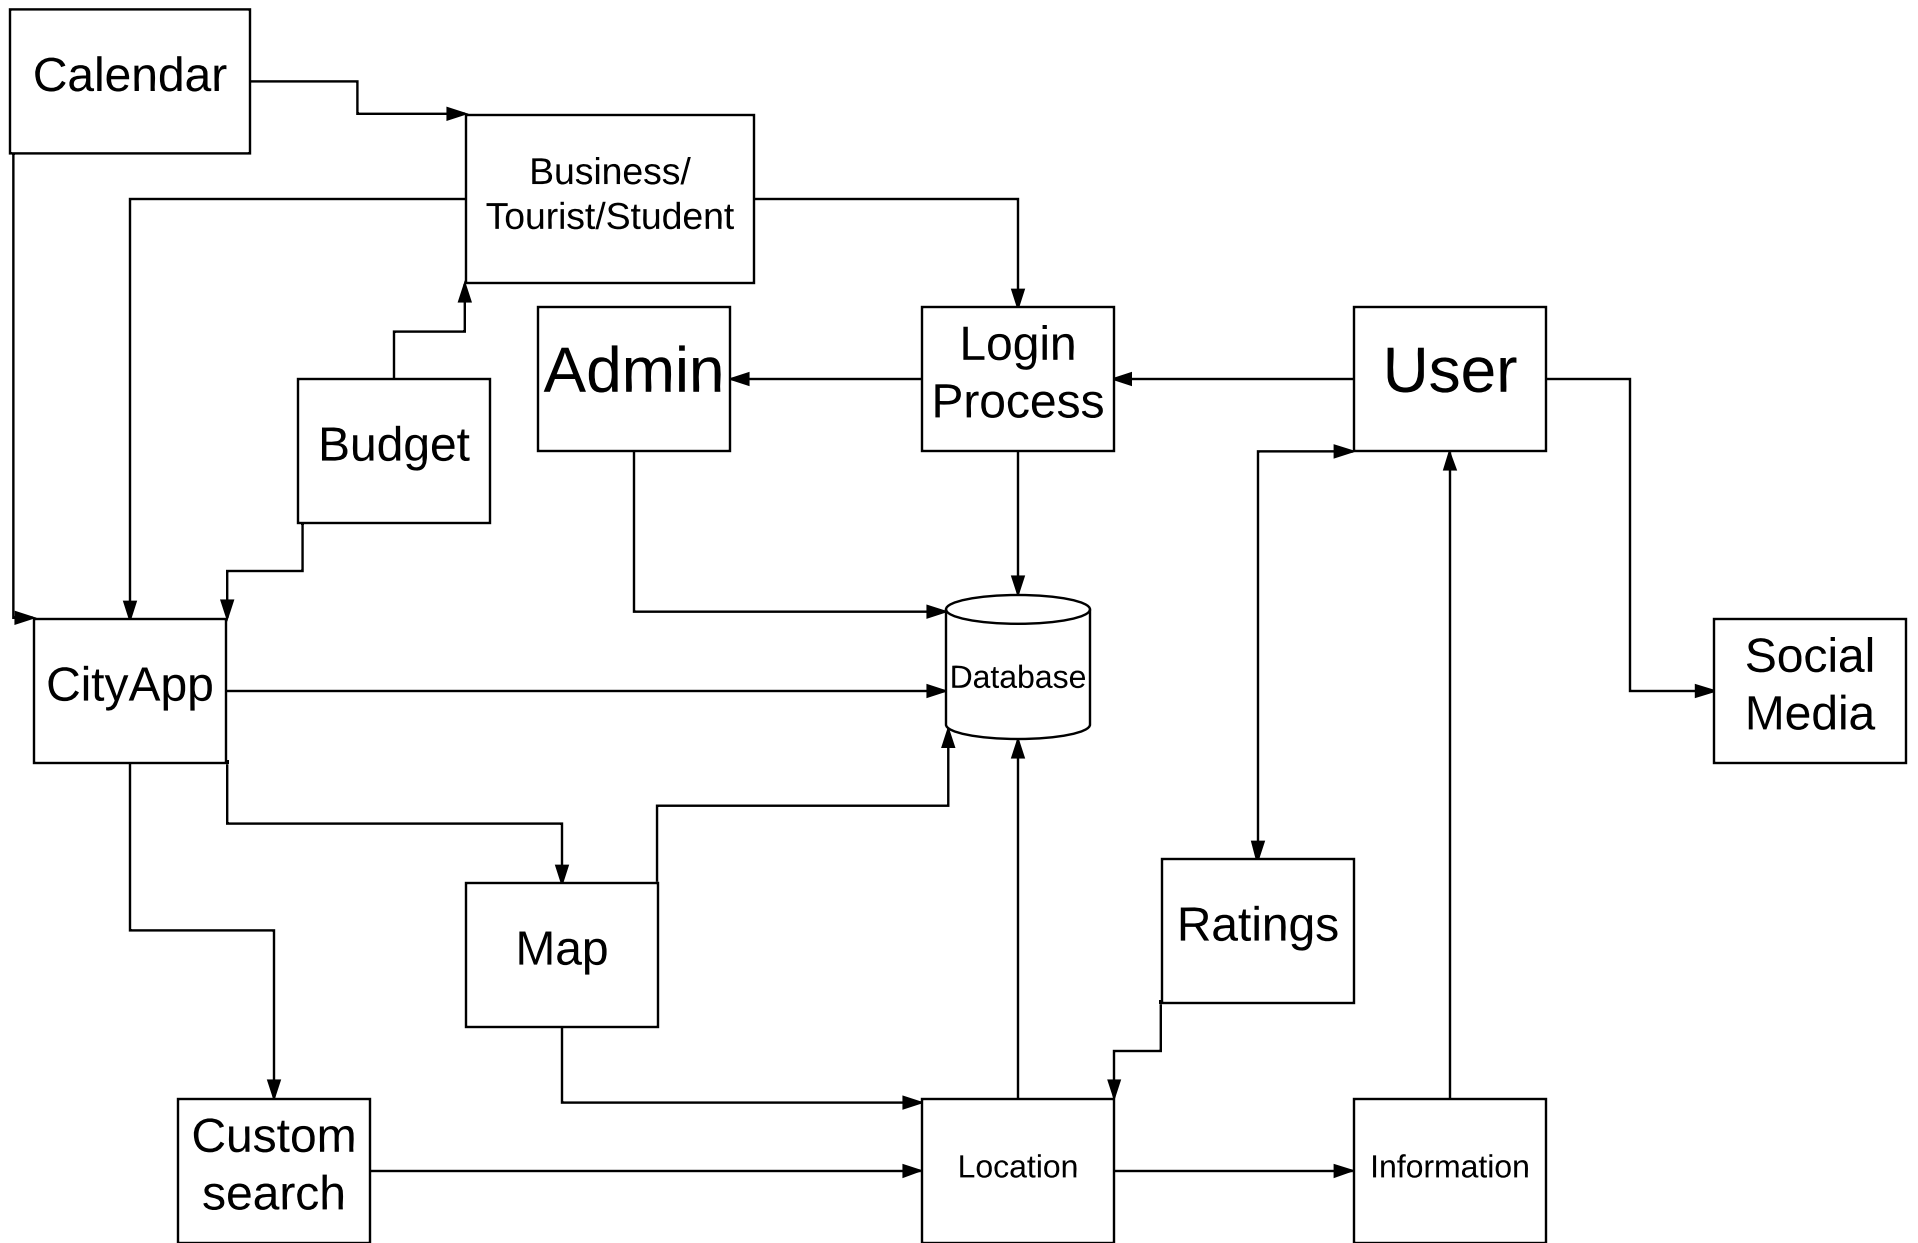 Calendar
Business/
Tourist/Student
Admin
Login
Process
User
Budget
CityApp
Database
Social
Media
Map
Ratings
Custom
search
Location
Information